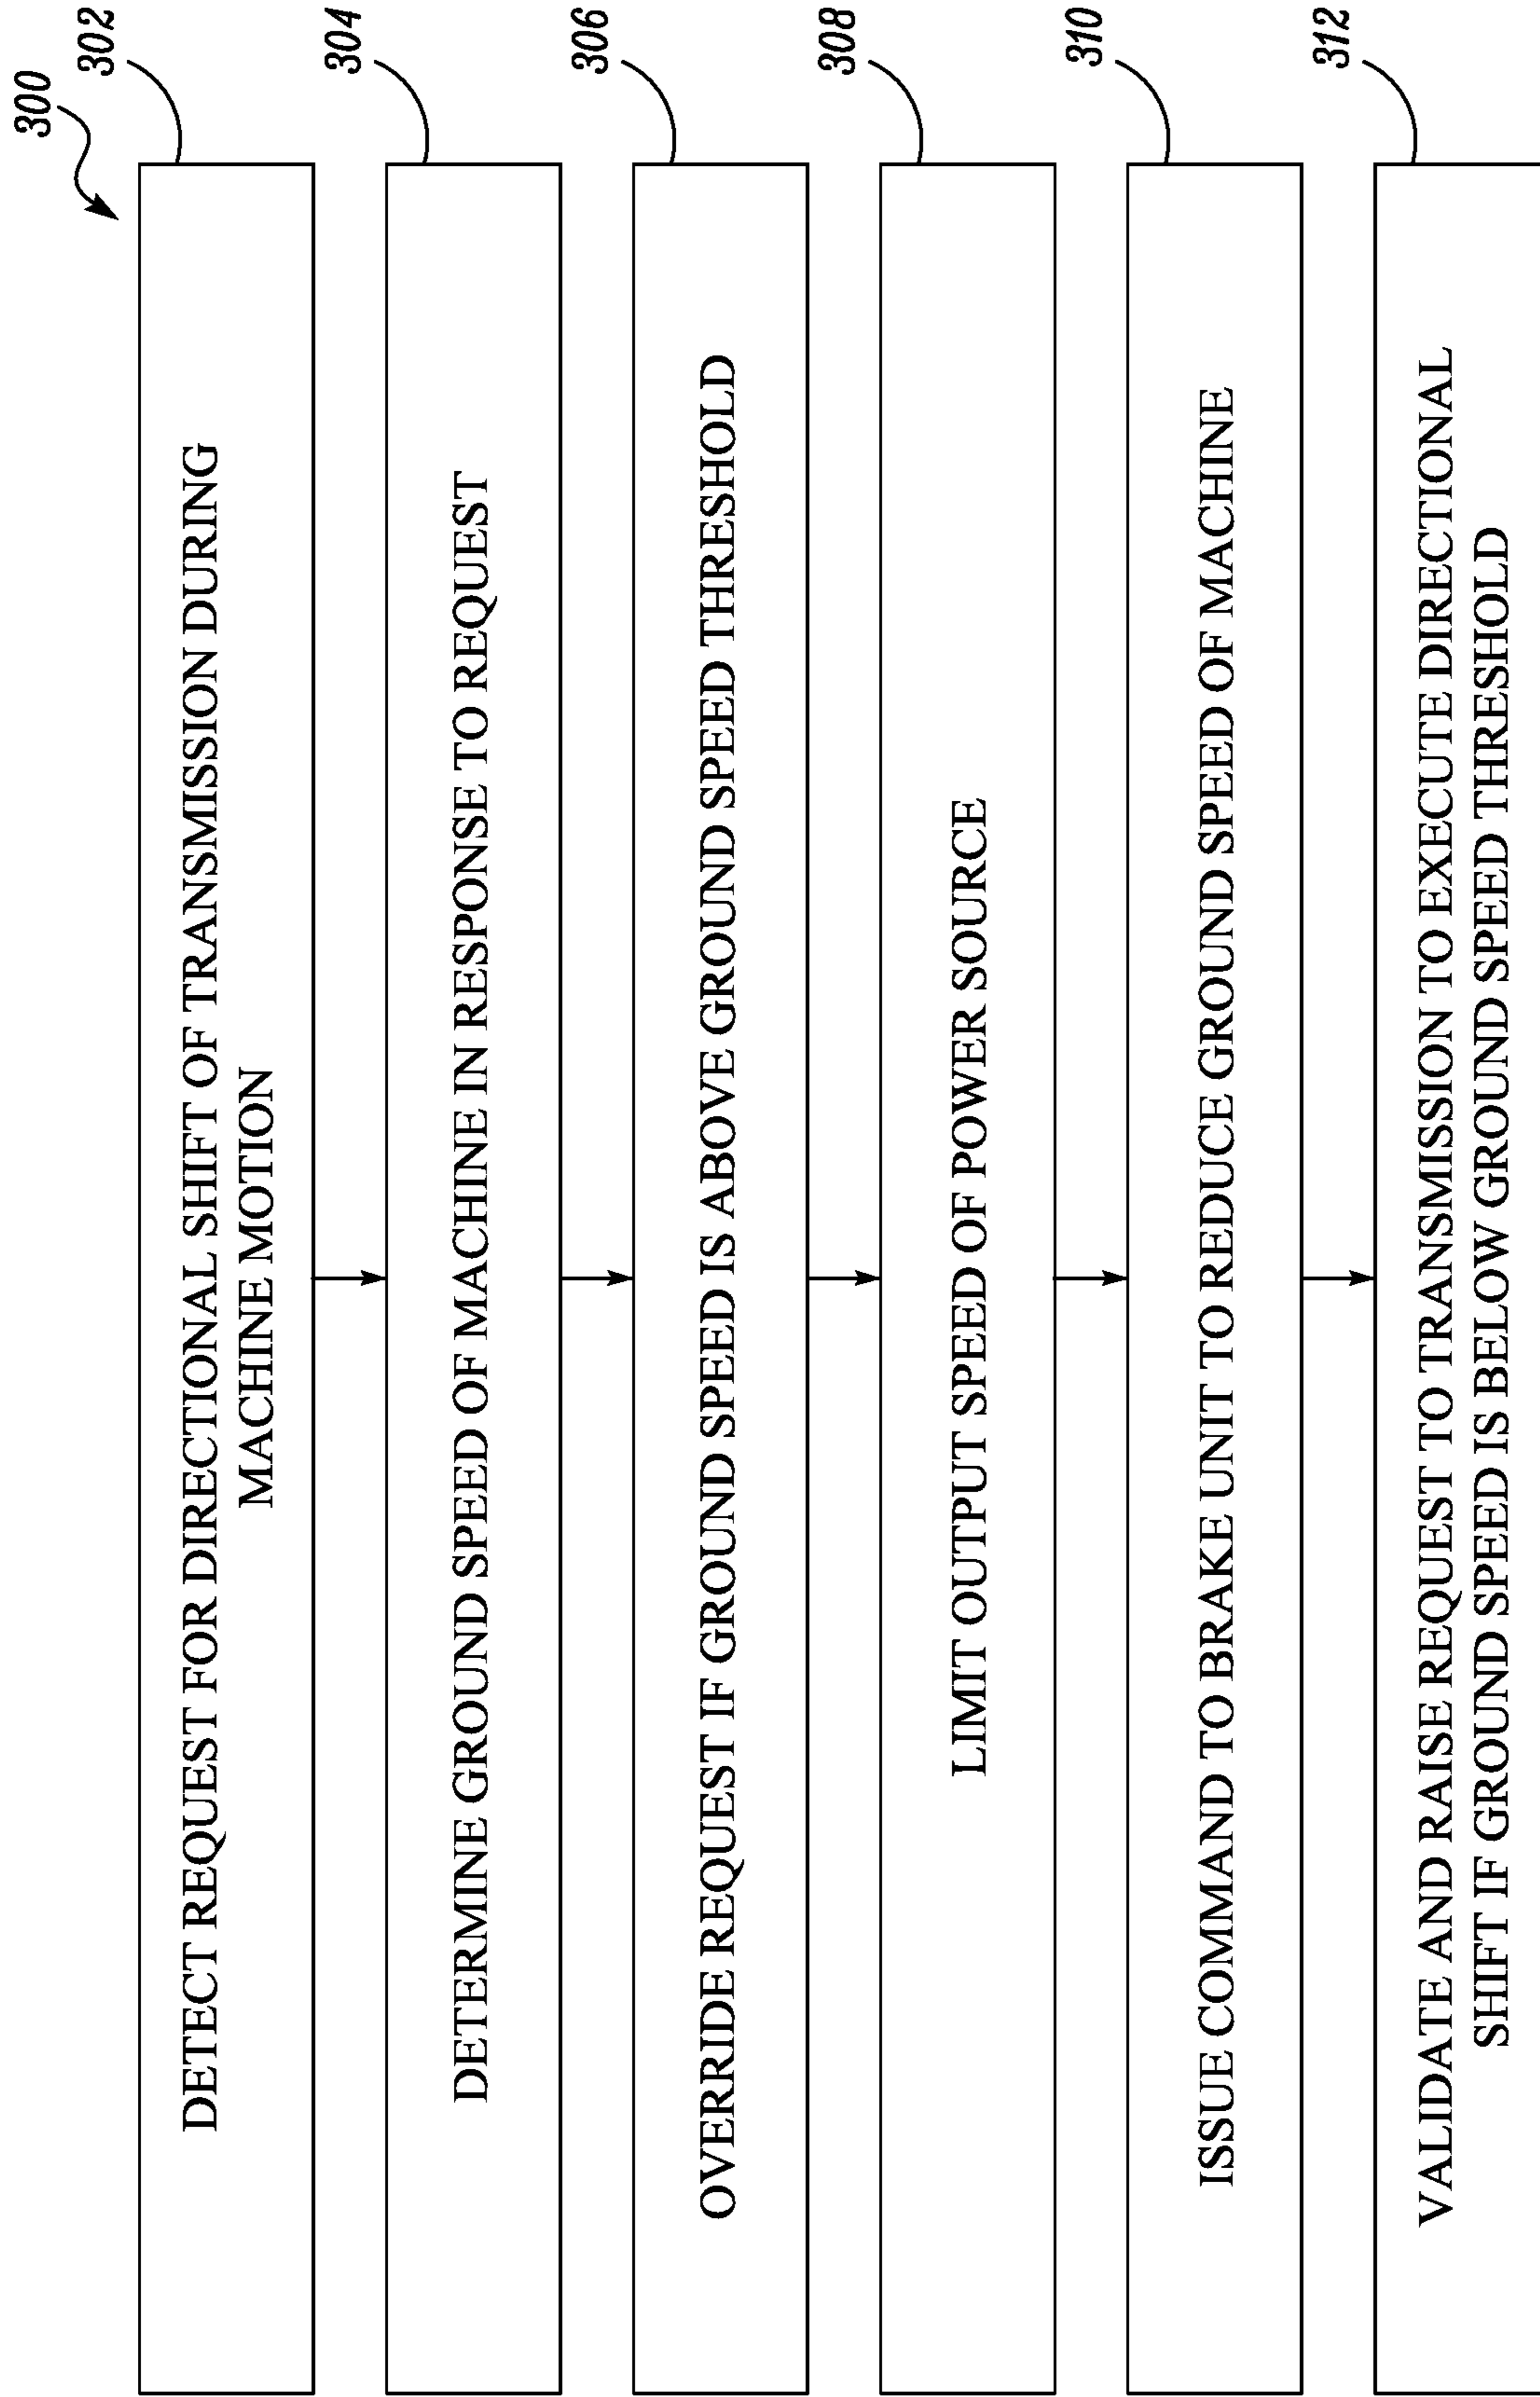 300
302
DETECT REQUEST FOR DIRECTIONAL SHIFT OF TRANSMISSION DURING
MACHINE MOTION
304
DETERMINE GROUND SPEED OF MACHINE IN RESPONSE TO REQUEST
306
OVERRIDE REQUEST IF GROUND SPEED IS ABOVE GROUND SPEED THRESHOLD
308
LIMIT OUTPUT SPEED OF POWER SOURCE
310
ISSUE COMMAND TO BRAKE UNIT TO REDUCE GROUND SPEED OF MACHINE
312
VALIDATE AND RAISE REQUEST TO TRANSMISSION TO EXECUTE DIRECTIONAL
SHIFT IF GROUND SPEED IS BELOW GROUND SPEED THRESHOLD